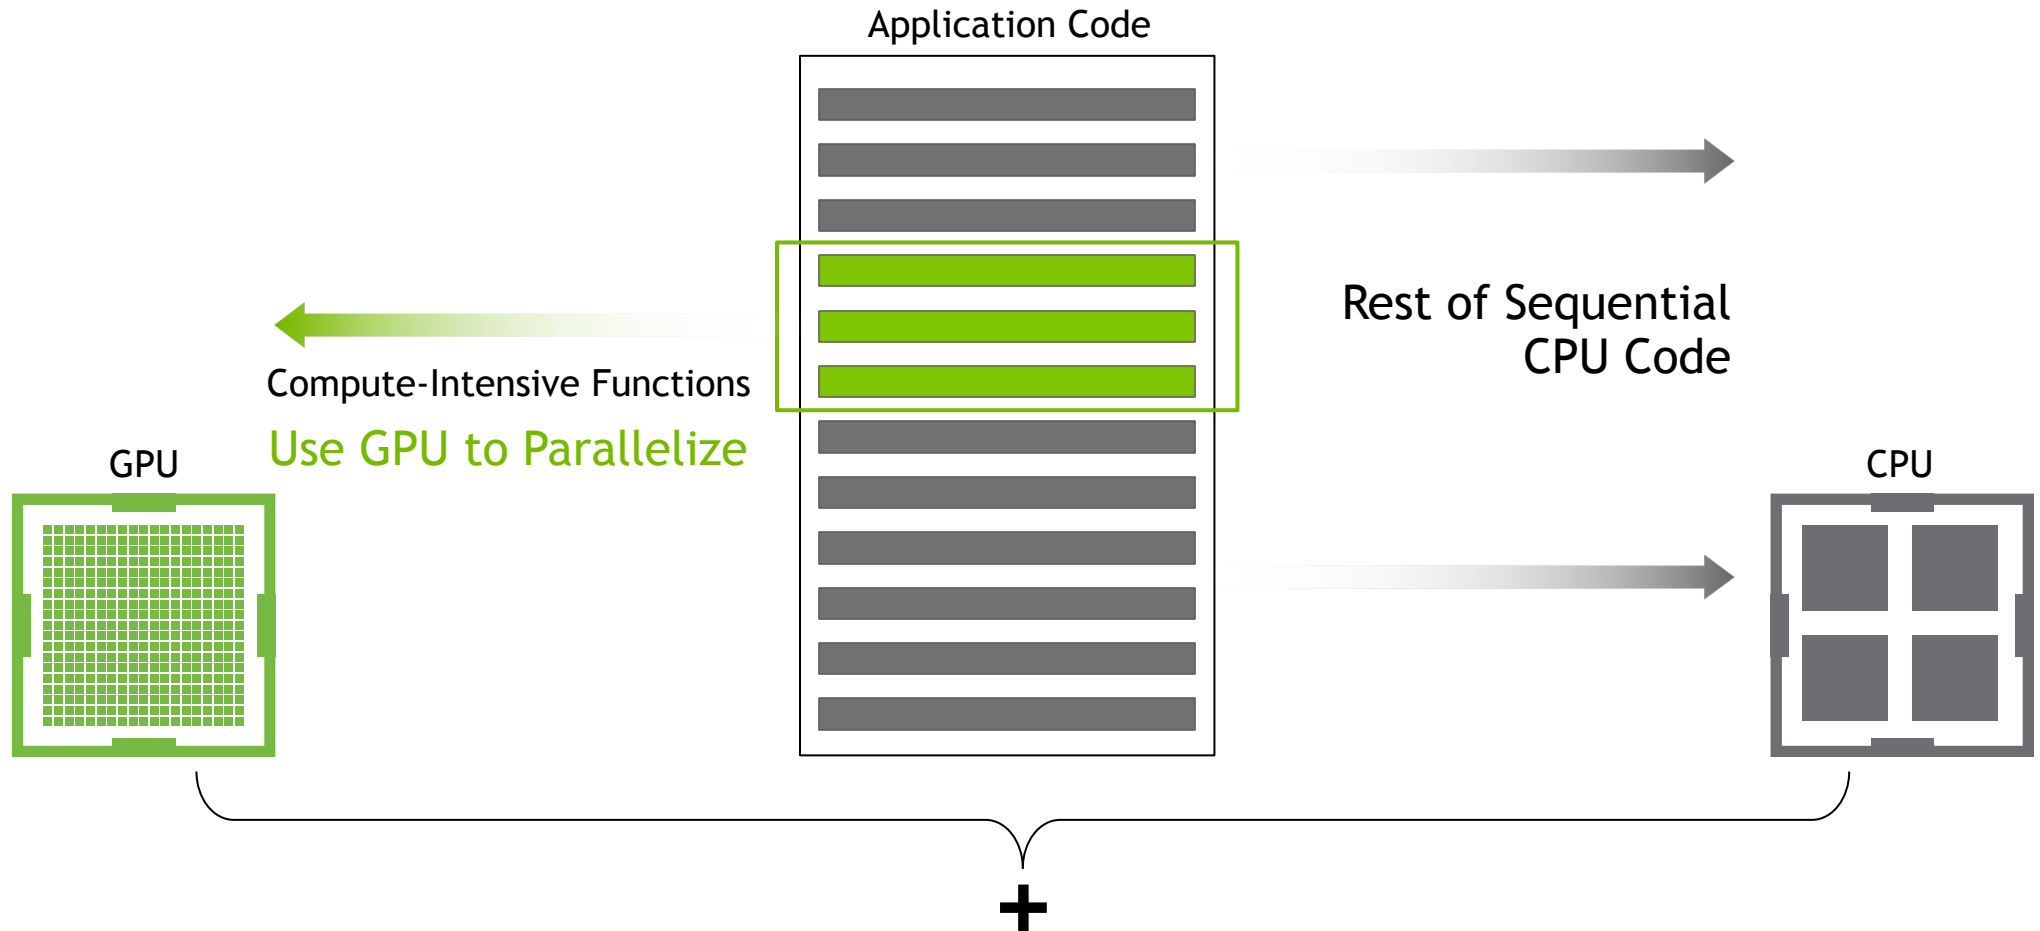 Application Code
Rest of Sequential
CPU Code
Compute-Intensive Functions
Use GPU to Parallelize
GPU
CPU
+